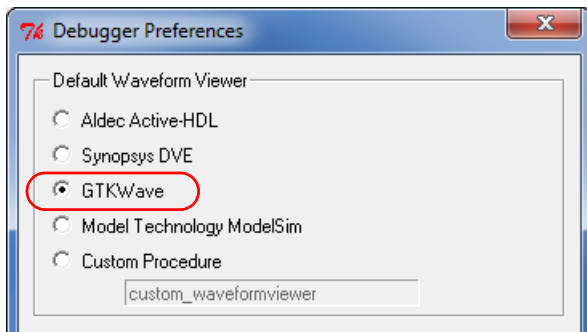 Debugger Preferences
Default Waveform Viewer
Aldec Active-HDL
Synopsys DVE
GTKWave
Model Technology ModelSim
Custom Procedure
custom_waveformviewer